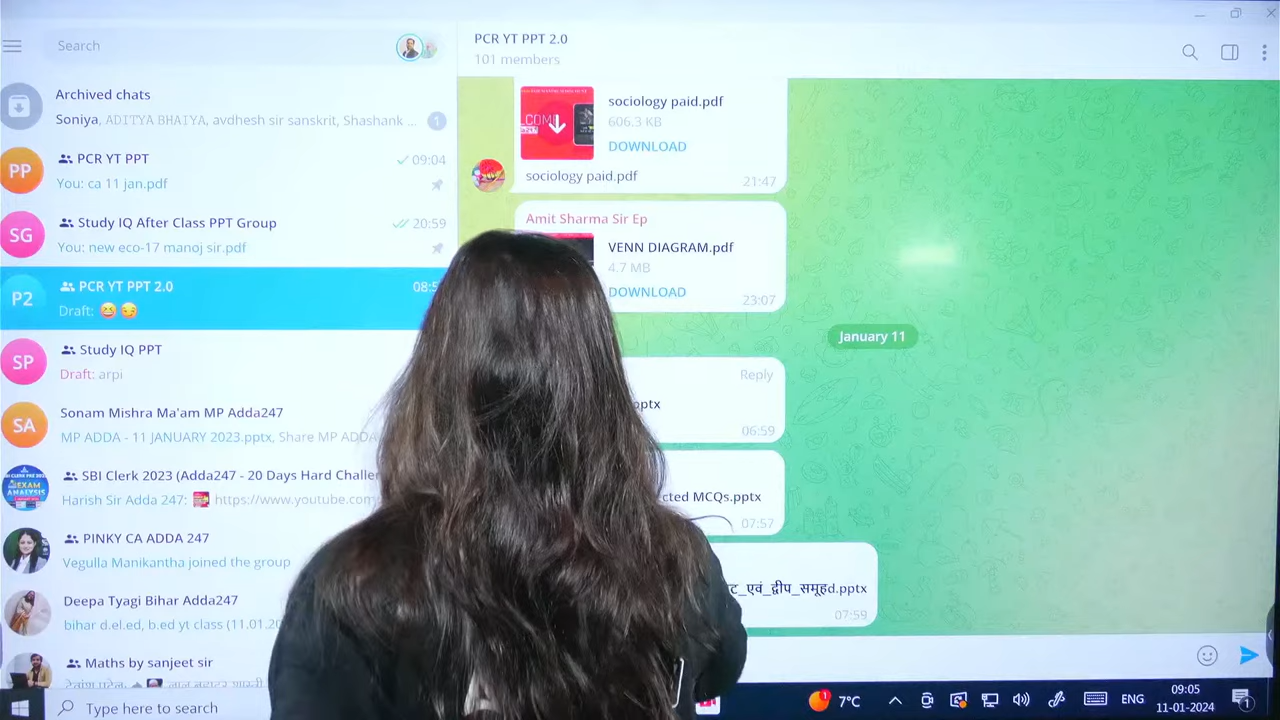 Search
Archived chats
Soniya, ADITYA BHAIYA, avdhesh sir sanskrit, Shashank ...
1
PP
PCR YT PPT
09:04
You: ca 11 jan.pdf
SG
Study IQ After Class PPT Group
20:59
You: new eco-17 manoj sir.pdf
P2
PCR YT PPT 2.0
08:5
Draft: 😆 😏
SP
Study IQ P
Draft: arpi
SA
Sonam Mishra Ma'am MP Adda247
MP ADDA - 11 JANUARY 2023.pptx, Share MP ADDA
SBI Clerk 2023 (Adda247 - 20 Days Hard Challen
Harish Sir Adda 247: https://www.youtube.com
EXAM
ANALYSIS
PINKY CA ADDA 247
Vegulla Manikantha joined the group
Deepa Tyagi Bihar Adda247
bihar d.el.ed, b.ed yt class (11.01.20
Maths by sanjeet sir
PCR YT PPT 2.0
101 members
sociology paid.pdf
606.3 KB
DOWNLOAD
sociology paid.pdf
21:47
Amit Sharma Sir Ep
VENN DIAGRAM.pdf
4.7 MB
DOWNLOAD
23:07
January 11
Reply
pptx
06:59
cted MCQs.pptx
07:57
ट_एवं_द्वीप_समूहd.pptx
07:59
Type here to search
1
7°C
ENG
09:05
11-01-2024
1